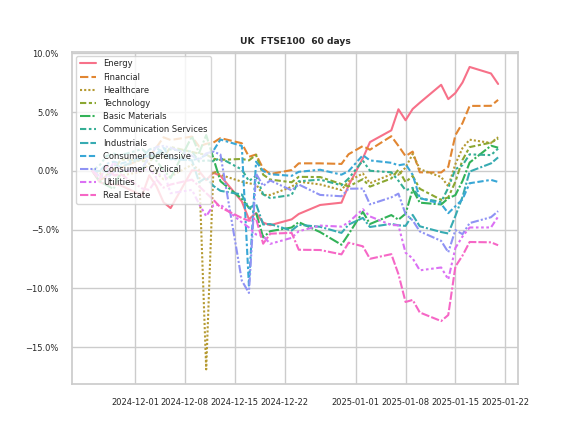 UK  FTSE100  60 days
10.0%
5.0%
0.0%
−5.0%
−10.0%
−15.0%
Energy
Financial
Healthcare
Technology
Basic Materials
Communication Services
Industrials
Consumer Defensive
Consumer Cyclical
Utilities
Real Estate
2024-12-01 2024-12-08 2024-12-15 2024-12-22 2025-01-01 2025-01-08 2025-01-15 2025-01-22